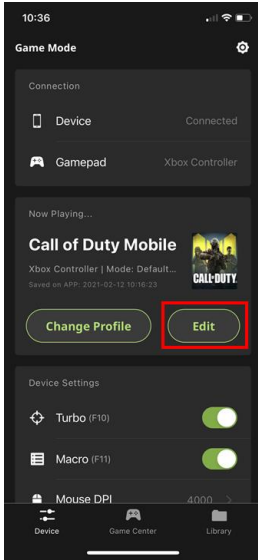 10:36
Game Mode
Connection
Device Connected
Gamepad Xbox Controller
Now Playing...
Call of Duty Mobile
Xbox Controller | Mode: Default...
Saved on APP: 2021-02-12 10:16:23
CALL·DUTY
Change Profile Edit
Device Settings
Turbo (F10)
Macro (F11)
Mouse DPI 4000 >
Device Game Center Library